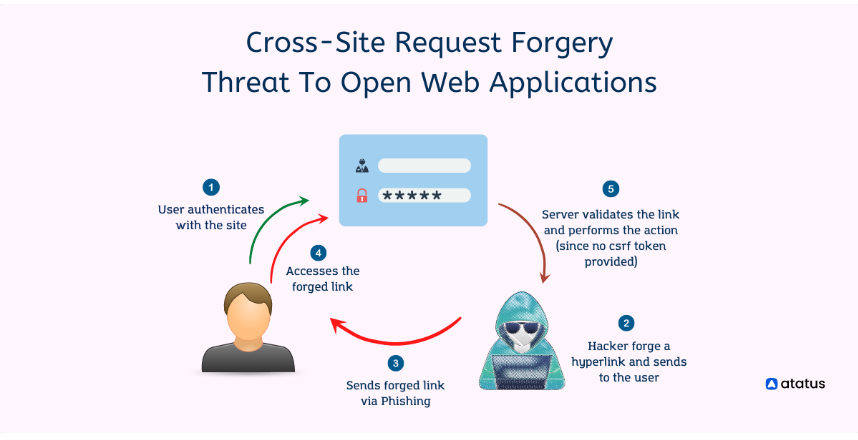 Cross-Site Request Forgery
Threat To Open Web Applications
1
User authenticates
with the site
*****
4
Accesses the
forged link
5
Server validates the link
and performs the action
(since no csrf token
provided)
2
Hacker forge a
hyperlink and sends
to the user
3
Sends forged link
via Phishing
atatus